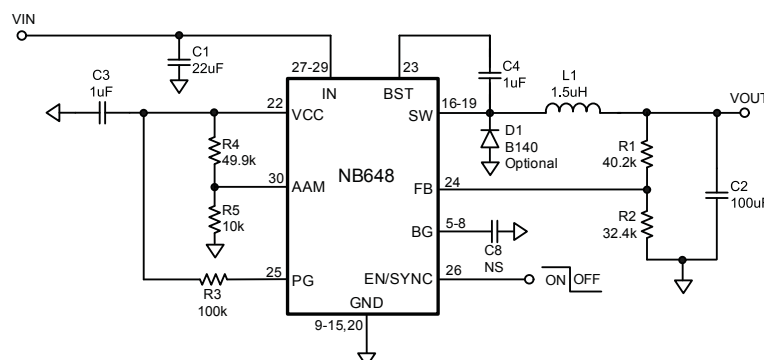 VIN
C1
22uF
C3
1uF
27-29
23
C4
1uF
L1
1.5uH
IN
BST
22
VCC
SW
16-19
VOUT
R4
49.9k
D1
B140
Optional
R1
40.2k
30
AAM
NB648
FB
24
C2
100uF
R5
10k
R2
32.4k
BG
5-8
C8
NS
25
PG
EN/SYNC
26
ON
OFF
R3
100k
GND
9-15,20